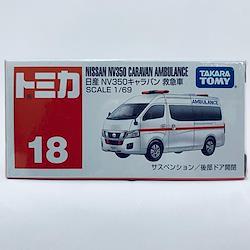 トミカ
NISSAN NV350 CARAVAN AMBULANCE
日産 NV350キャラバン 救急車
SCALE 1/69
TAKARA TOMY
AMBULANCE
18
サスペンション／後部ドア開閉